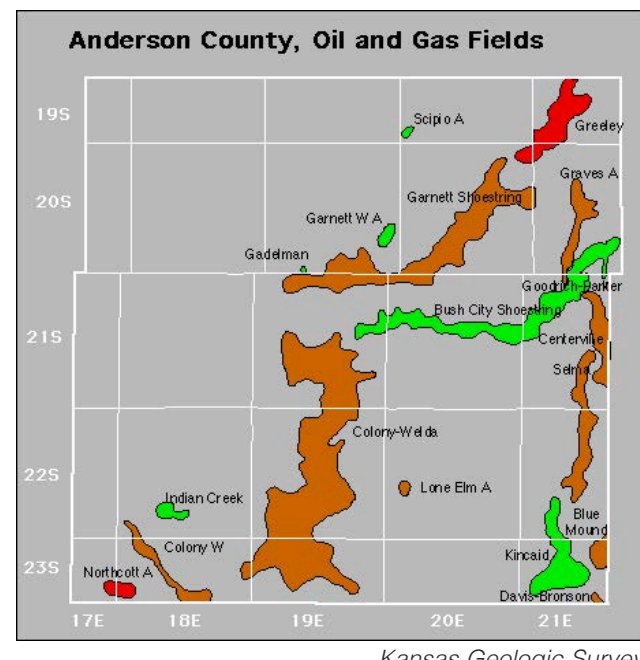 Anderson County, Oil and Gas Fields
19S
Scipio A
Greeley
Graves A
20S
Garnett Shoestring
Garnett W A
Gadelman
Goodrich-Parker
Bush City Shoestring
21S
Centerville
Selma
Colony-Welda
22S
Lone Elm A
Indian Creek
Blue
Mound
Colony W
Kincaid
23S
Northcott A
Davis-Bronson
17E 18E 19E 20E 21E
Kansas Geologic Survey